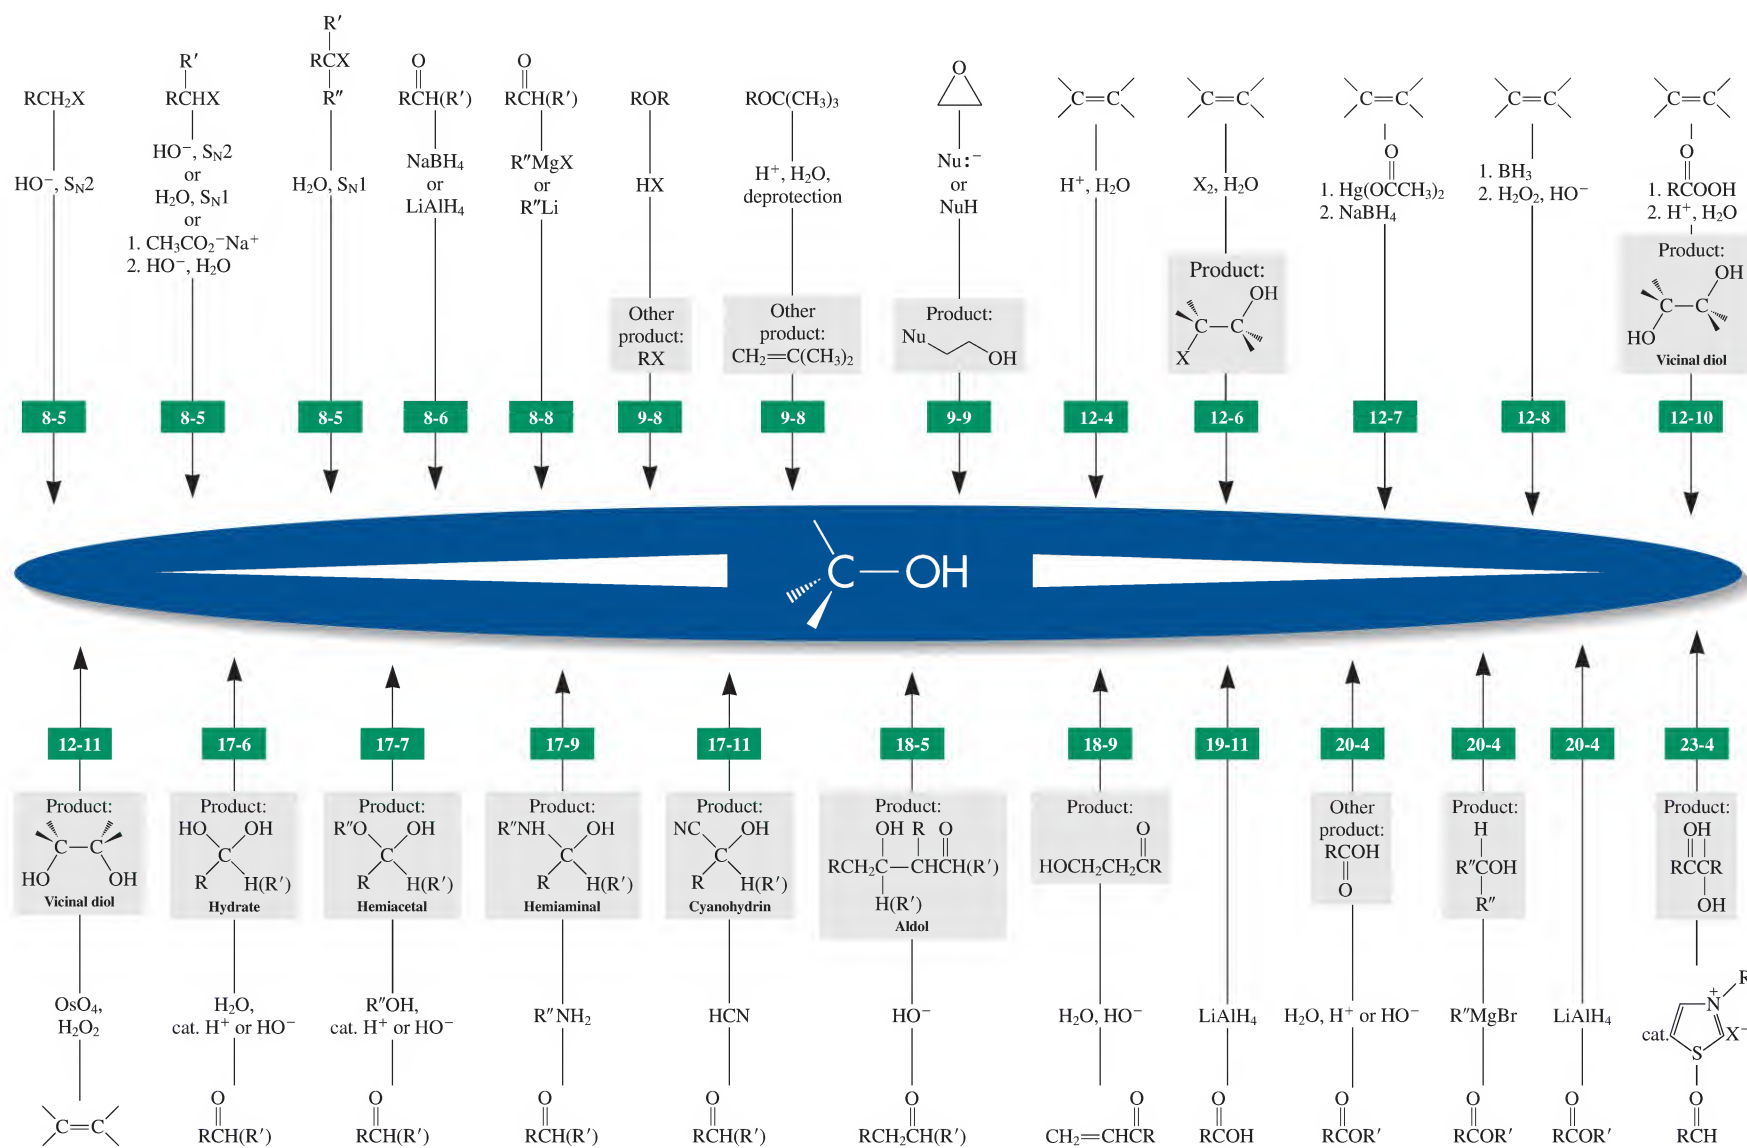 R′
RCX
R″
RCH₂X
R′
RCHX
O
RCH(R′)
O
RCH(R′)
ROR
ROC(CH₃)₃
O
C=C
C=C
C=C
C=C
C=C
HO⁻, Sɴ2
HO⁻, Sɴ2
or
H₂O, Sɴ1
or
1. CH₃CO₂⁻Na⁺
2. HO⁻, H₂O
H₂O, Sɴ1
NaBH₄
or
LiAlH₄
R″MgX
or
R″Li
HX
H⁺, H₂O,
deprotection
Nu:⁻
or
NuH
H⁺, H₂O
X₂, H₂O
O
1. Hg(OCCH₃)₂
2. NaBH₄
1. BH₃
2. H₂O₂, HO⁻
O
1. RCOOH
2. H⁺, H₂O
Other
product:
RX
Other
product:
CH₂=C(CH₃)₂
Product:
Nu
OH
Product:
OH
C—C
X
Product:
OH
C—C
HO
Vicinal diol
8-5
8-5
8-5
8-6
8-8
9-8
9-8
9-9
12-4
12-6
12-7
12-8
12-10
C—OH
12-11
17-6
17-7
17-9
17-11
18-5
18-9
19-11
20-4
20-4
20-4
23-4
Product:
C—C
HO
OH
Vicinal diol
Product:
HO
OH
C
R
H(R′)
Hydrate
Product:
R″O
OH
C
R
H(R′)
Hemiacetal
Product:
R″NH
OH
C
R
H(R′)
Hemiaminal
Product:
NC
OH
C
R
H(R′)
Cyanohydrin
Product:
OH R O
RCH₂C—CHCH(R′)
H(R′)
Aldol
Product:
O
HOCH₂CH₂CR
Other
product:
RCOH
O
Product:
H
R″COH
R″
Product:
OH
RCCR
OH
OsO₄,
H₂O₂
H₂O,
cat. H⁺ or HO⁻
R″OH,
cat. H⁺ or HO⁻
R″NH₂
HCN
HO⁻
H₂O, HO⁻
LiAlH₄
H₂O, H⁺ or HO⁻
R″MgBr
LiAlH₄
R
N⁺
cat.
X⁻
S
C=C
O
RCH(R′)
O
RCH(R′)
O
RCH(R′)
O
RCH(R′)
O
RCH₂CH(R′)
O
CH₂=CHCR
O
RCOH
O
RCOR′
O
RCOR′
O
RCOR′
O
RCH